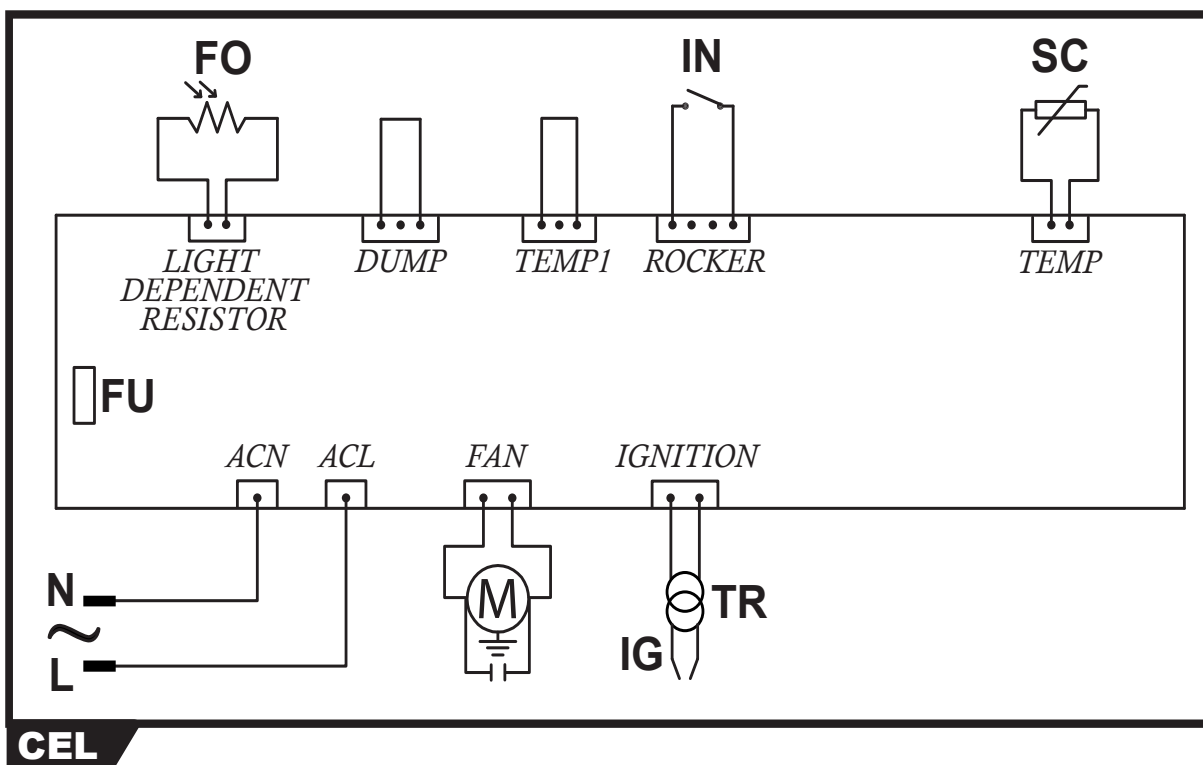 FO
IN
SC
LIGHT
DEPENDENT
RESISTOR
DUMP
TEMP1
ROCKER
TEMP
FU
ACN
ACL
FAN
IGNITION
N
~
L
M
TR
IG
CEL